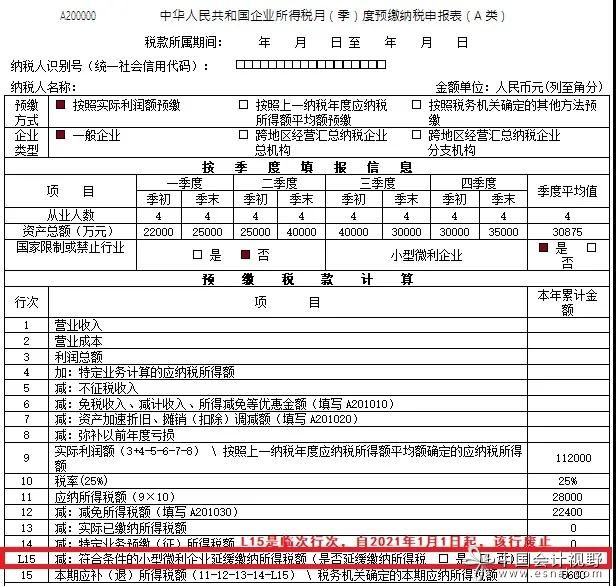 A200000 中华人民共和国企业所得税月（季）度预缴纳税申报表（A类）
税款所属期间： 年 月 日 至 年 月 日
纳税人识别号（统一社会信用代码）：□□□□□□□□□□□□□□□□□□
纳税人名称： 金额单位：人民币元（列至角分）
预缴方式 ■ 按照实际利润额预缴 □ 按照上一纳税年度应纳税所得额平均额预缴 □ 按照税务机关确定的其他方法预缴
企业类型 ■ 一般企业 □ 跨地区经营汇总纳税企业总机构 □ 跨地区经营汇总纳税企业分支机构
按 季 度 填 报 信 息
项 目 一季度 二季度 三季度 四季度 季度平均值
季初 季末 季初 季末 季初 季末 季初 季末
从业人数 4 4 4 4 4 4 4 4 4
资产总额（万元） 22000 25000 25000 40000 40000 30000 30000 35000 30875
国家限制或禁止行业 □ 是 ■ 否 小型微利企业 ■ 是 □ 否
预 缴 税 款 计 算
行次 项 目 本年累计金额
1 营业收入
2 营业成本
3 利润总额
4 加：特定业务计算的应纳税所得额
5 减：不征税收入
6 减：免税收入、减计收入、所得减免等优惠金额（填写A201010）
7 减：资产加速折旧、摊销（扣除）调减额（填写A201020）
8 减：弥补以前年度亏损
9 实际利润额（3+4-5-6-7-8）\ 按照上一纳税年度应纳税所得额平均额确定的应纳税所得额 112000
10 税率(25%) 25%
11 应纳所得税额（9×10） 28000
12 减：减免所得税额（填写A201030） 22400
13 减：实际已缴纳所得税额 0
L15是临次行次，自2021年1月1日起，该行废止
14 减：特定业务预缴（征）所得税额 0
L15 减：符合条件的小型微利企业延缓缴纳所得税额（是否延缓缴纳所得税 □ 是
15 本期应补（退）所得税额（11-12-13-14-L15）\ 税务机关确定的本期应纳所得税额 5600
中国会计视野